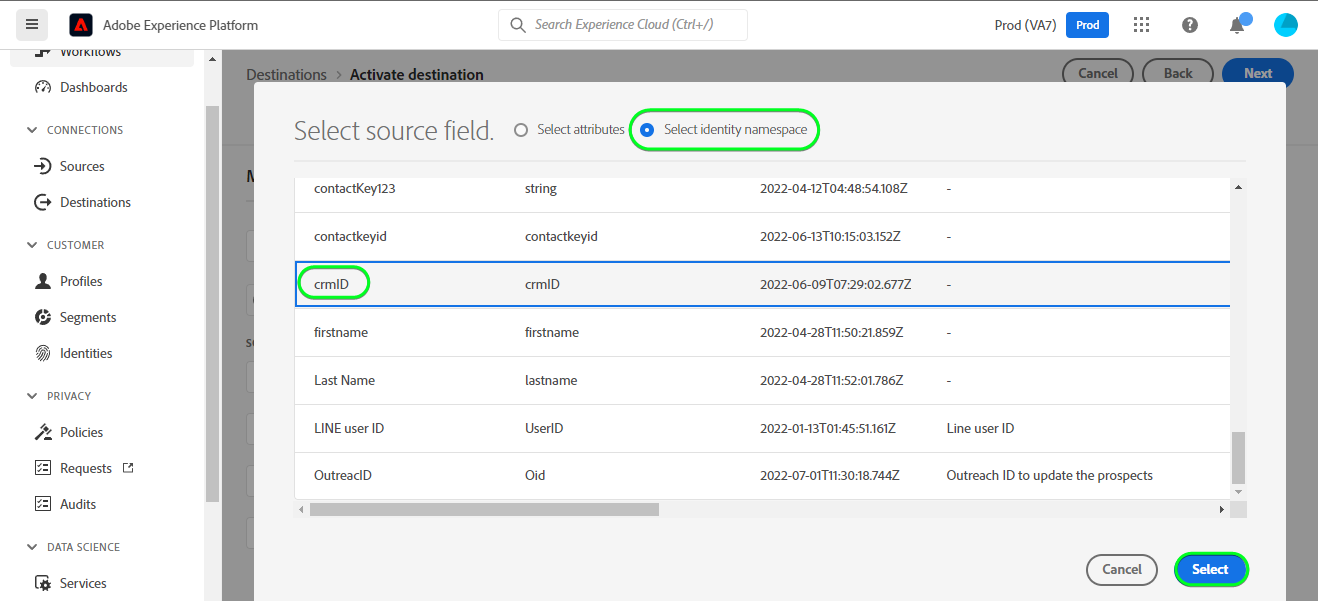 Adobe Experience Platform
Search Experience Cloud (Ctrl+/)
Prod (VA7)
Prod
Workflows
Dashboards
CONNECTIONS
Sources
Destinations
CUSTOMER
Profiles
Segments
Identities
PRIVACY
Policies
Requests
Audits
DATA SCIENCE
Services
Destinations > Activate destination
Cancel
Back
Next
Select source field.
Select attributes
Select identity namespace
contactKey123 string 2022-04-12T04:48:54.108Z -
contactkeyid contactkeyid 2022-06-13T10:15:03.152Z -
crmID crmID 2022-06-09T07:29:02.677Z -
firstname firstname 2022-04-28T11:50:21.859Z -
Last Name lastname 2022-04-28T11:52:01.786Z -
LINE user ID UserID 2022-01-13T01:45:51.161Z Line user ID
OutreacID Oid 2022-07-01T11:30:18.744Z Outreach ID to update the prospects
Cancel
Select